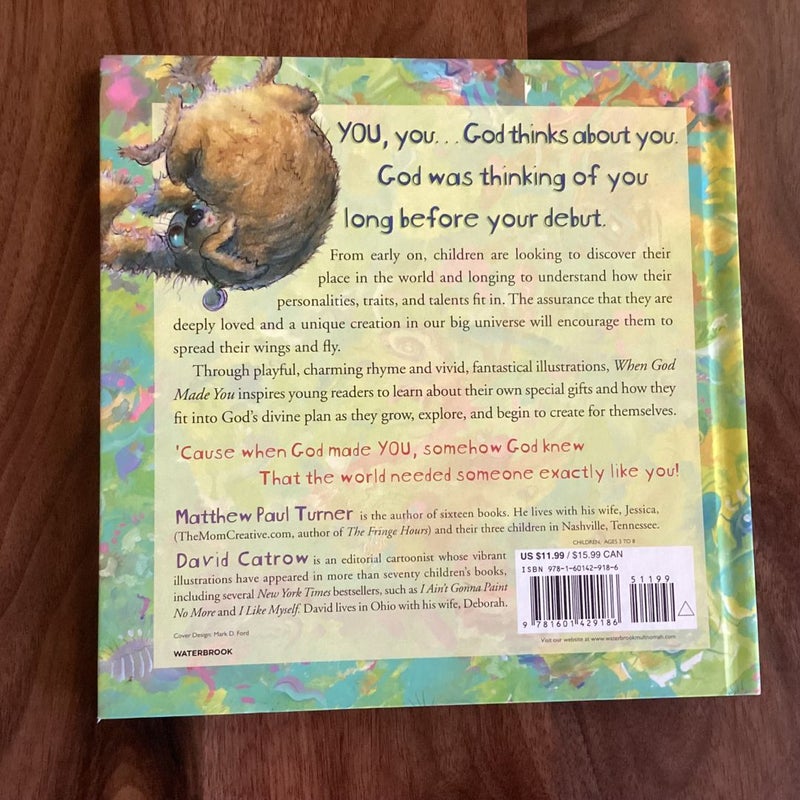 YOU, you... God thinks about you.
God was thinking of you
long before your debut.
From early on, children are looking to discover their
place in the world and longing to understand how their
personalities, traits, and talents fit in. The assurance that they are
deeply loved and a unique creation in our big universe will encourage them to
spread their wings and fly.
Through playful, charming rhyme and vivid, fantastical illustrations, When God
Made You inspires young readers to learn about their own special gifts and how they
fit into God's divine plan as they grow, explore, and begin to create for themselves.
'Cause when God made YOU, somehow God knew
That the world needed someone exactly like you!
Matthew Paul Turner is the author of sixteen books. He lives with his wife, Jessica,
(TheMomCreative.com, author of The Fringe Hours) and their three children in Nashville, Tennessee.
David Catrow is an editorial cartoonist whose vibrant
illustrations have appeared in more than seventy children's books,
including several New York Times bestsellers, such as I Ain't Gonna Paint
No More and I Like Myself. David lives in Ohio with his wife, Deborah.
Cover Design: Mark D. Ford
WATERBROOK
CHILDREN, AGES 3 TO 8
US $11.99 / $15.99 CAN
ISBN 978-1-60142-918-6
51199
9 781601 429186
Visit our website at www.waterbrookmultnomah.com